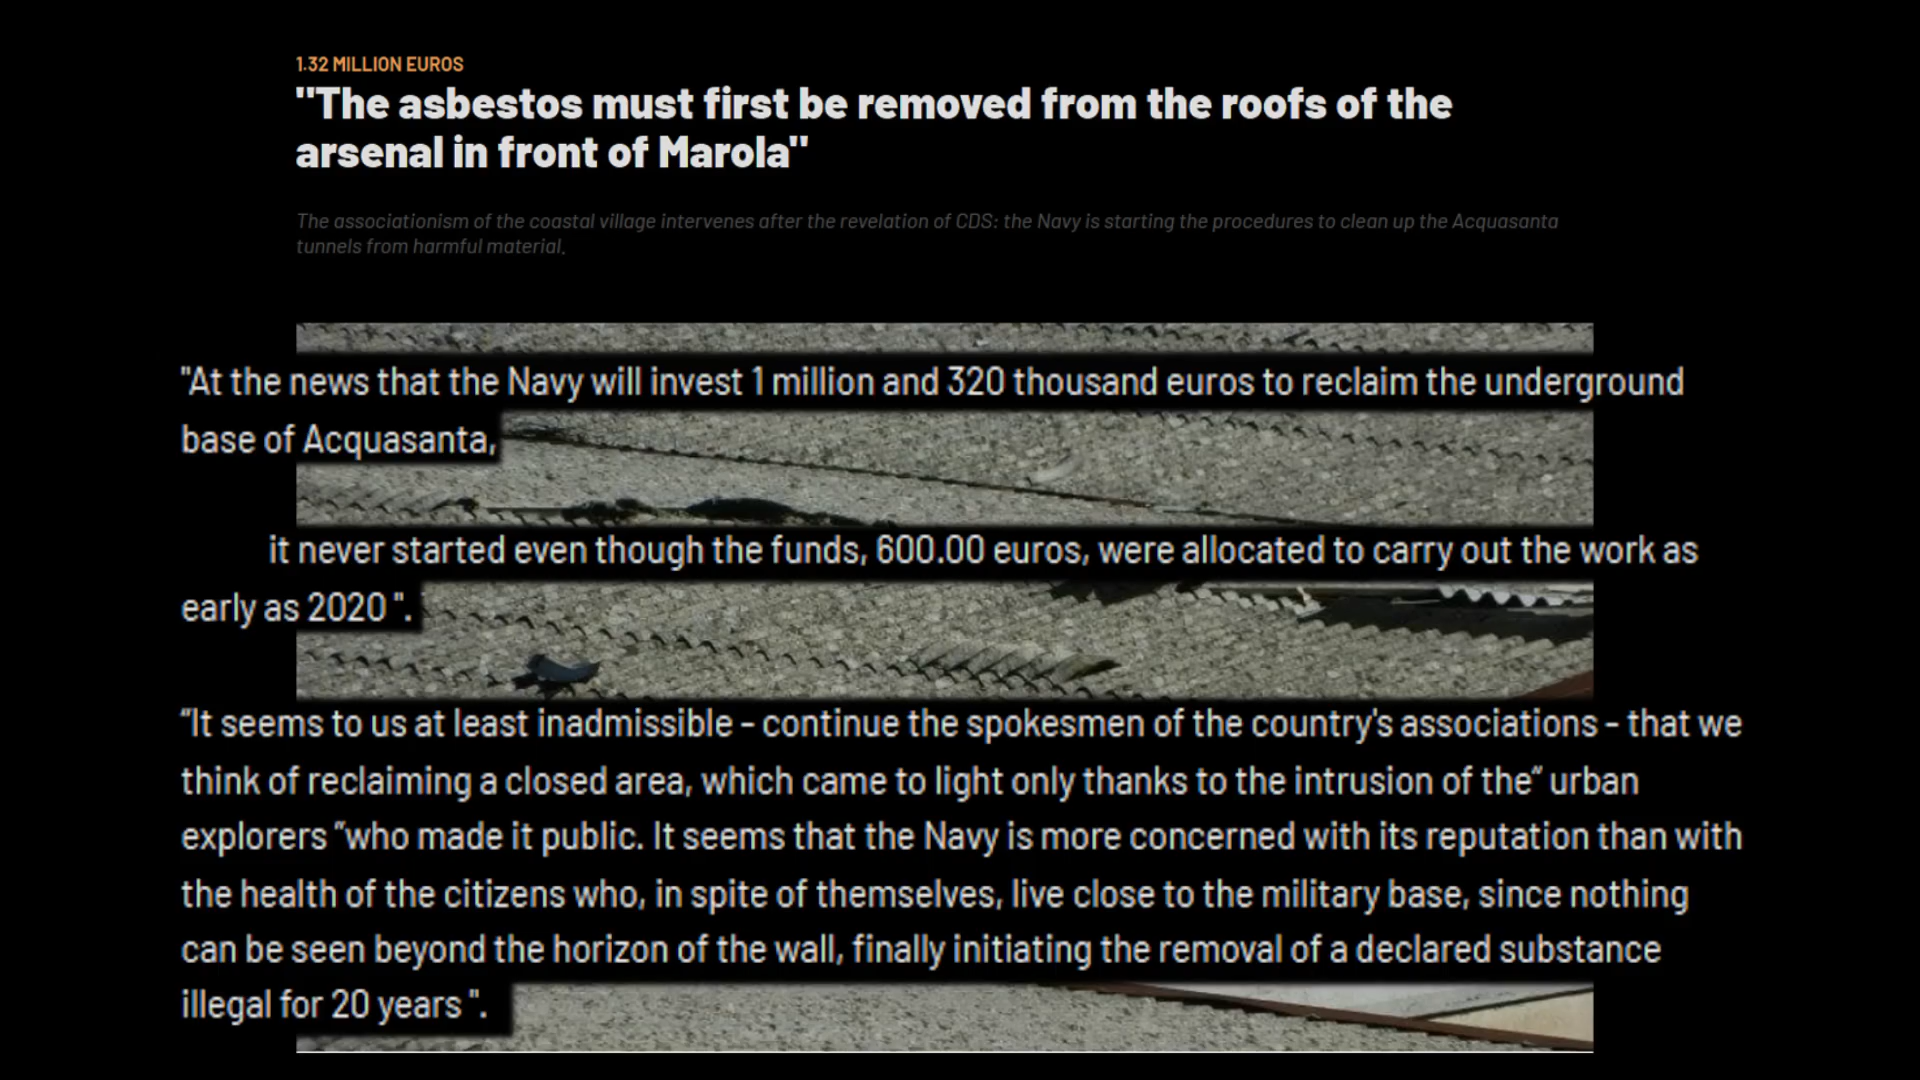 1.32 MILLION EUROS
"The asbestos must first be removed from the roofs of the
arsenal in front of Marola"
The associationism of the coastal village intervenes after the revelation of CDS: the Navy is starting the procedures to clean up the Acquasanta
tunnels from harmful material.
"At the news that the Navy will invest 1 million and 320 thousand euros to reclaim the underground
base of Acquasanta,
it never started even though the funds, 600.00 euros, were allocated to carry out the work as
early as 2020 ".
“It seems to us at least inadmissible - continue the spokesmen of the country's associations - that we
think of reclaiming a closed area, which came to light only thanks to the intrusion of the“ urban
explorers “who made it public. It seems that the Navy is more concerned with its reputation than with
the health of the citizens who, in spite of themselves, live close to the military base, since nothing
can be seen beyond the horizon of the wall, finally initiating the removal of a declared substance
illegal for 20 years ".